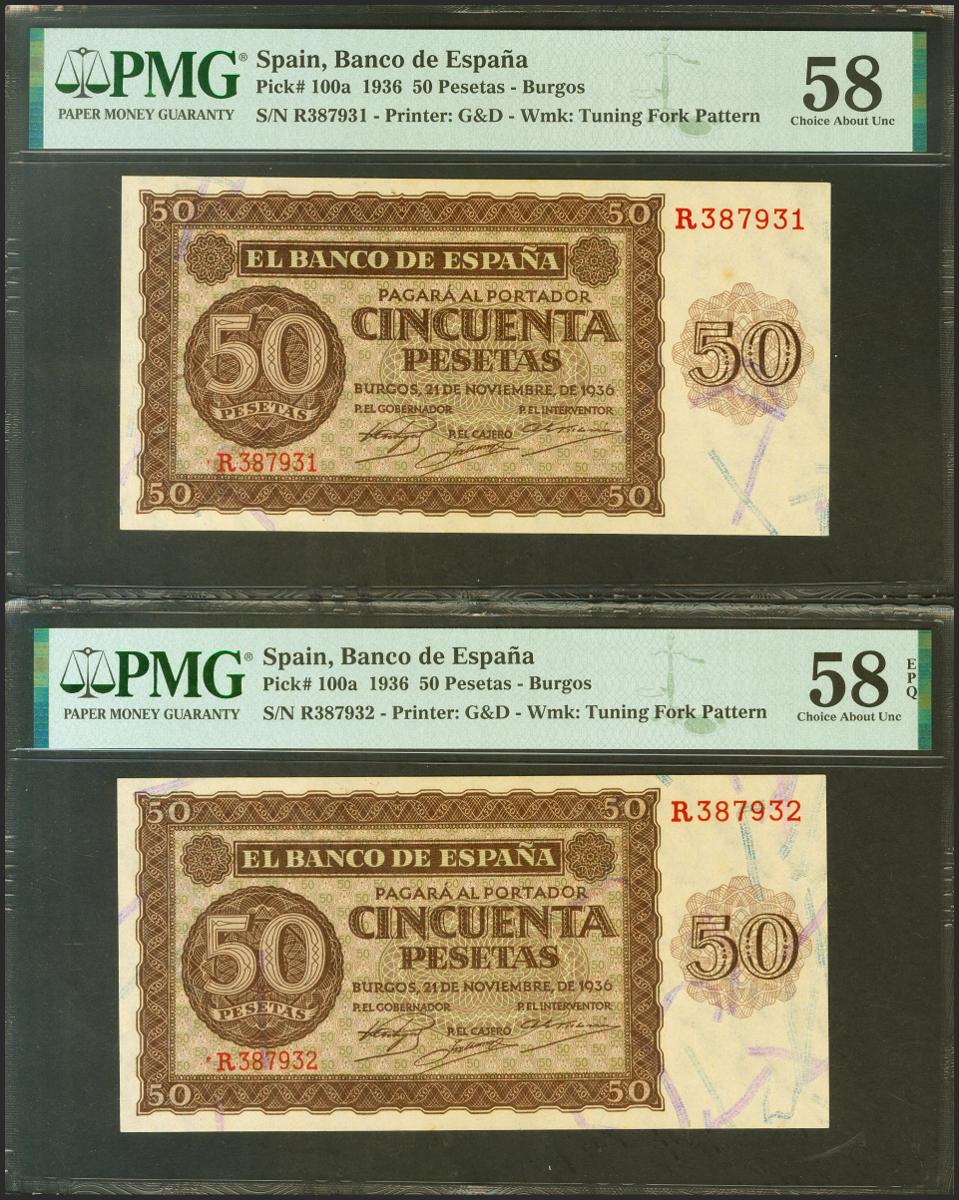 PMG®
PAPER MONEY GUARANTY
Spain, Banco de España
Pick# 100a 1936 50 Pesetas - Burgos
S/N R387931 - Printer: G&D - Wmk: Tuning Fork Pattern
58
Choice About Unc
50 50
R387931
EL BANCO DE ESPAÑA
PAGARÁ AL PORTADOR
CINCUENTA
PESETAS
50
PESETAS
50
BURGOS, 21 DE NOVIEMBRE, DE 1936
P. EL GOBERNADOR P. EL INTERVENTOR
P. EL CAJERO
R387931
50 50
PMG®
PAPER MONEY GUARANTY
Spain, Banco de España
Pick# 100a 1936 50 Pesetas - Burgos
S/N R387932 - Printer: G&D - Wmk: Tuning Fork Pattern
58
EPQ
Choice About Unc
50 50
R387932
EL BANCO DE ESPAÑA
PAGARÁ AL PORTADOR
CINCUENTA
PESETAS
50
PESETAS
50
BURGOS, 21 DE NOVIEMBRE, DE 1936
P. EL GOBERNADOR P. EL INTERVENTOR
P. EL CAJERO
R387932
50 50